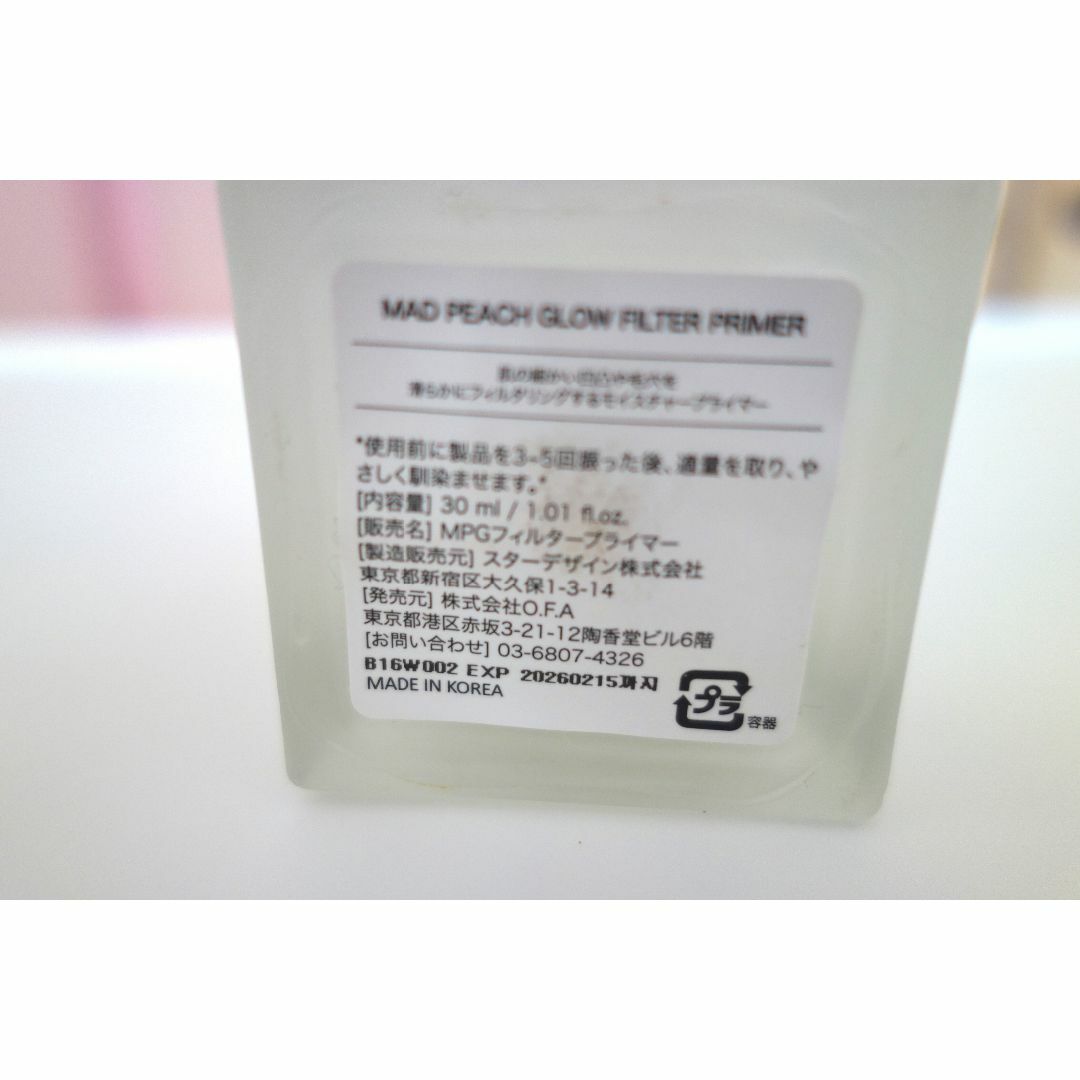 MAD PEACH GLOW FILTER PRIMER
肌の細かい凹凸や毛穴を
滑らかにフィルタリングするモイスチャープライマー
*使用前に製品を3-5回振った後、適量を取り、や
さしく馴染ませます。*
[内容量] 30 ml / 1.01 fl.oz.
[販売名] MPGフィルタープライマー
[製造販売元] スターデザイン株式会社
東京都新宿区大久保1-3-14
[発売元] 株式会社O.F.A
東京都港区赤坂3-21-12陶香堂ビル6階
[お問い合わせ] 03-6807-4326
B16W002 EXP 20260215까지
MADE IN KOREA
プラ
容器